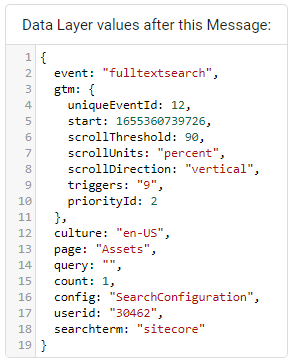 Data Layer values after this Message:
1 {
2 event: "fulltextsearch",
3 gtm: {
4 uniqueEventId: 12,
5 start: 1655360739726,
6 scrollThreshold: 90,
7 scrollUnits: "percent",
8 scrollDirection: "vertical",
9 triggers: "9",
10 priorityId: 2
11 },
12 culture: "en-US",
13 page: "Assets",
14 query: "",
15 count: 1,
16 config: "SearchConfiguration",
17 userid: "30462",
18 searchterm: "sitecore"
19 }